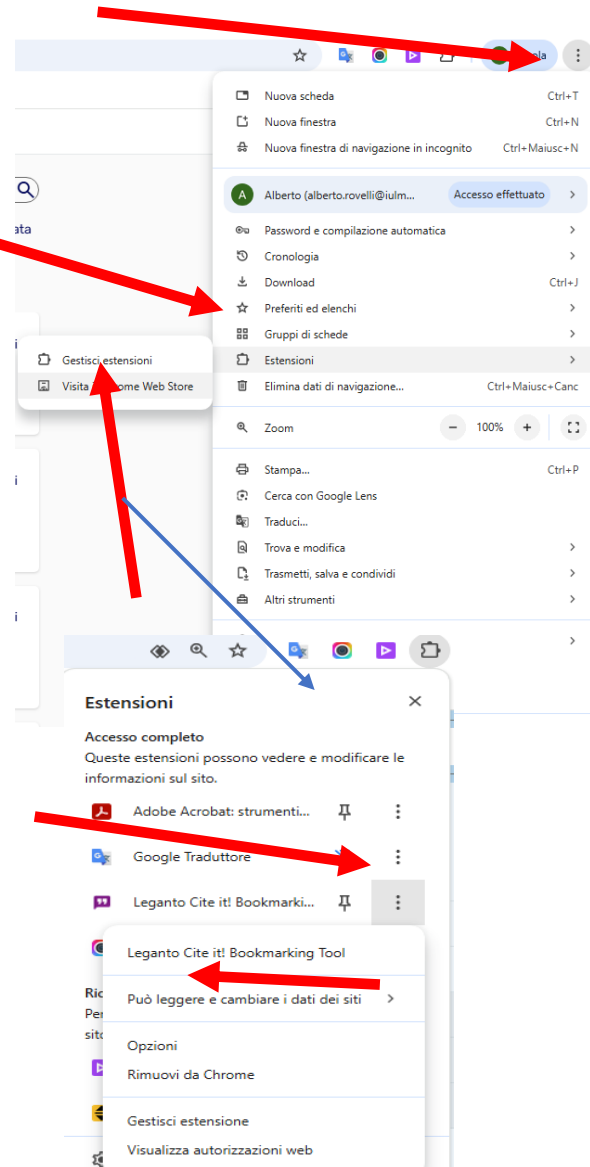 Nuova scheda Ctrl+T
Nuova finestra Ctrl+N
Nuova finestra di navigazione in incognito Ctrl+Maiusc+N
A Alberto (alberto.rovelli@iulm... Accesso effettuato
Password e compilazione automatica
Cronologia
Download Ctrl+J
Preferiti ed elenchi
Gruppi di schede
Estensioni
Elimina dati di navigazione... Ctrl+Maiusc+Canc
Gestisci estensioni
Visita Web Store
Zoom - 100% +
Stampa... Ctrl+P
Cerca con Google Lens
Traduci...
Trova e modifica
Trasmetti, salva e condividi
Altri strumenti
Estensioni
Accesso completo
Queste estensioni possono vedere e modificare le
informazioni sul sito.
Adobe Acrobat: strumenti...
Google Traduttore
Leganto Cite it! Bookmarki...
Leganto Cite it! Bookmarking Tool
Può leggere e cambiare i dati dei siti
Opzioni
Rimuovi da Chrome
Gestisci estensione
Visualizza autorizzazioni web